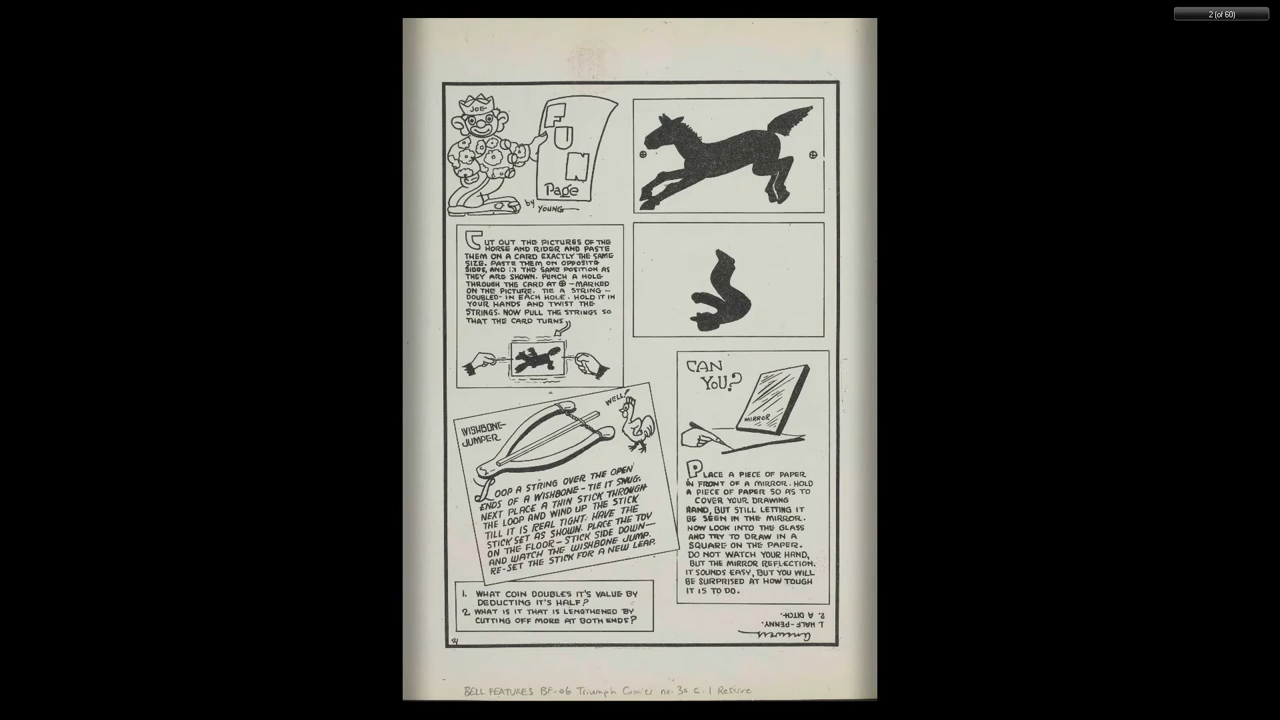 2 (of 60)
JOE
F
U
N
Page
by YOUNG
CUT OUT THE PICTURES OF THE
HORSE AND RIDER AND PASTE
THEM ON A CARD EXACTLY THE SAME
SIZE. PASTE THEM ON OPPOSITE
SIDES, AND IN THE SAME POSITION AS
THEY ARE SHOWN. PUNCH A HOLE
THROUGH THE CARD AT ⊕ - MARKED
ON THE PICTURE. TIE A STRING -
DOUBLED - IN EACH HOLE. HOLD IT IN
YOUR HANDS AND TWIST THE
STRINGS. NOW PULL THE STRINGS SO
THAT THE CARD TURNS
WISHBONE-
JUMPER
WELL!
LOOP A STRING OVER THE OPEN
ENDS OF A WISHBONE - TIE IT SNUG.
NEXT PLACE A THIN STICK THROUGH
THE LOOP AND WIND UP THE STICK
TILL IT IS REAL TIGHT. HAVE THE
STICK SET AS SHOWN. PLACE THE TOY
ON THE FLOOR - STICK SIDE DOWN -
AND WATCH THE WISHBONE JUMP.
RE-SET THE STICK FOR A NEW LEAP.
CAN
YOU?
MIRROR
PLACE A PIECE OF PAPER
IN FRONT OF A MIRROR. HOLD
A PIECE OF PAPER SO AS TO
COVER YOUR DRAWING
HAND, BUT STILL LETTING IT
BE SEEN IN THE MIRROR.
NOW LOOK INTO THE GLASS
AND TRY TO DRAW IN A
SQUARE ON THE PAPER.
DO NOT WATCH YOUR HAND,
BUT THE MIRROR REFLECTION.
IT SOUNDS EASY, BUT YOU WILL
BE SURPRISED AT HOW TOUGH
IT IS TO DO.
1. WHAT COIN DOUBLES IT'S VALUE BY
DEDUCTING IT'S HALF?
2. WHAT IS IT THAT IS LENGTHENED BY
CUTTING OFF MORE AT BOTH ENDS?
answers
1. HALF-PENNY.
2. A DITCH.
BELL FEATURES BF-06 Triumph Comics no. 30 c. 1 Reserve